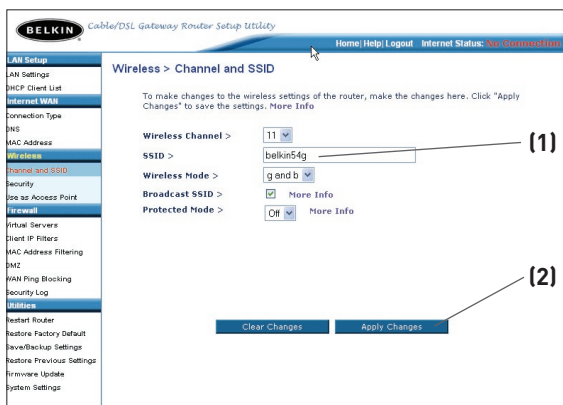 BELKIN Cable/DSL Gateway Router Setup Utility
Home| Help| Logout Internet Status: No Connection
LAN Setup
LAN Settings
DHCP Client List
Internet WAN
Connection Type
DNS
MAC Address
Wireless
Channel and SSID
Security
Use as Access Point
Firewall
Virtual Servers
Client IP Filters
MAC Address Filtering
DMZ
WAN Ping Blocking
Security Log
Utilities
Restart Router
Restore Factory Default
Save/Backup Settings
Restore Previous Settings
Firmware Update
System Settings
Wireless > Channel and SSID
To make changes to the wireless settings of the router, make the changes here. Click "Apply
Changes" to save the settings. More Info
Wireless Channel > 11
SSID > belkin54g
Wireless Mode > g and b
Broadcast SSID > More Info
Protected Mode > Off More Info
Clear Changes Apply Changes
(1)
(2)